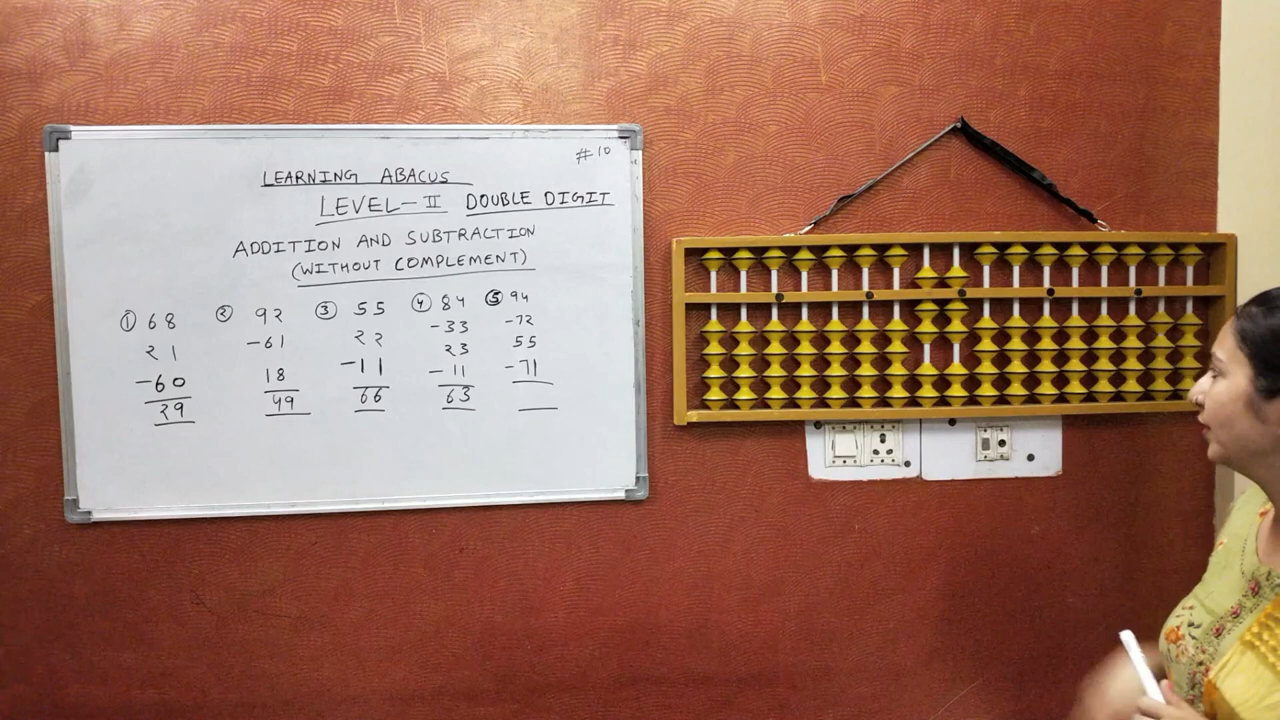 # 10
LEARNING ABACUS
LEVEL-II DOUBLE DIGIT
ADDITION AND SUBTRACTION
(WITHOUT COMPLEMENT)
① 68 ② 92 ③ 55 ④ 84 ⑤ 94
21 -61 22 -33 -72
-60 18 -11 23 55
29 49 66 -11 -71
63